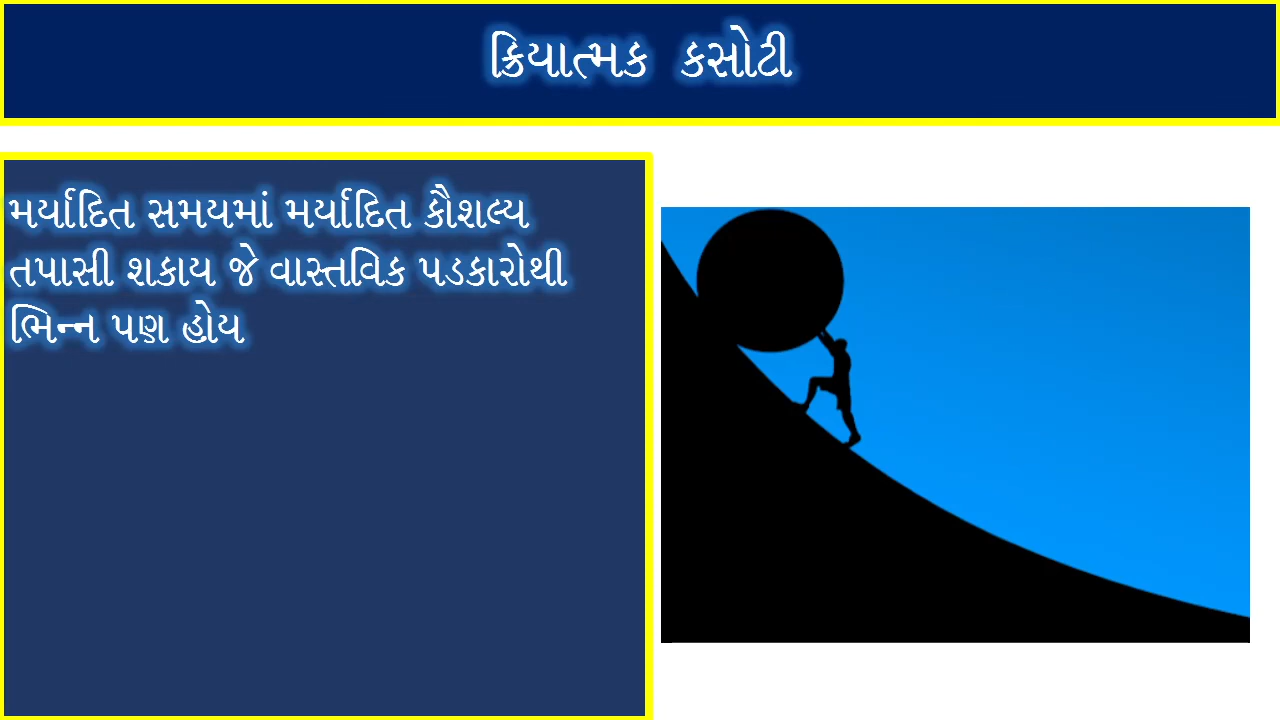 ક્રિયાત્મક કસોટી
મર્યાદિત સમયમાં મર્યાદિત કૌશલ્ય
તપાસી શકાય જે વાસ્તવિક પડકારોથી
ભિન્ન પણ હોય